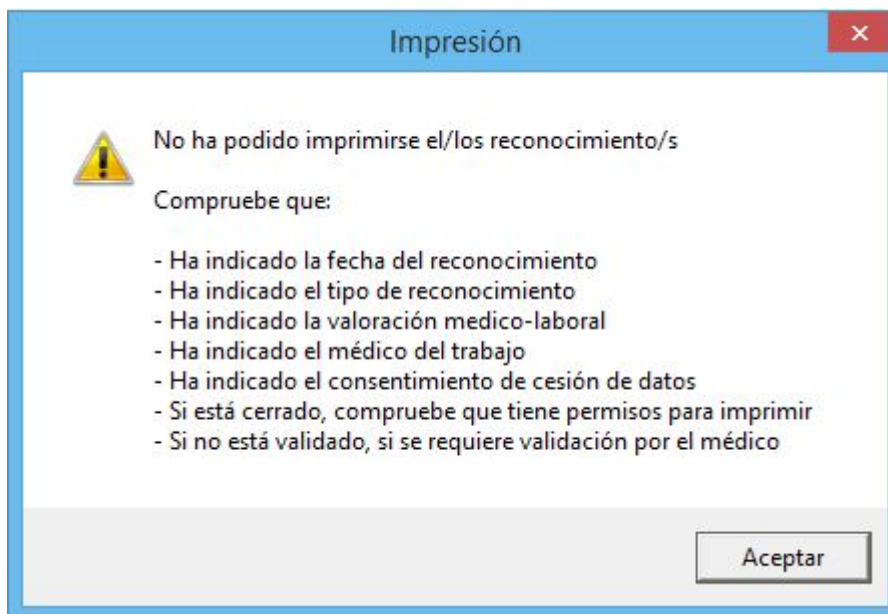 Impresión
No ha podido imprimirse el/los reconocimiento/s
Compruebe que:
- Ha indicado la fecha del reconocimiento
- Ha indicado el tipo de reconocimiento
- Ha indicado la valoración medico-laboral
- Ha indicado el médico del trabajo
- Ha indicado el consentimiento de cesión de datos
- Si está cerrado, compruebe que tiene permisos para imprimir
- Si no está validado, si se requiere validación por el médico
Aceptar